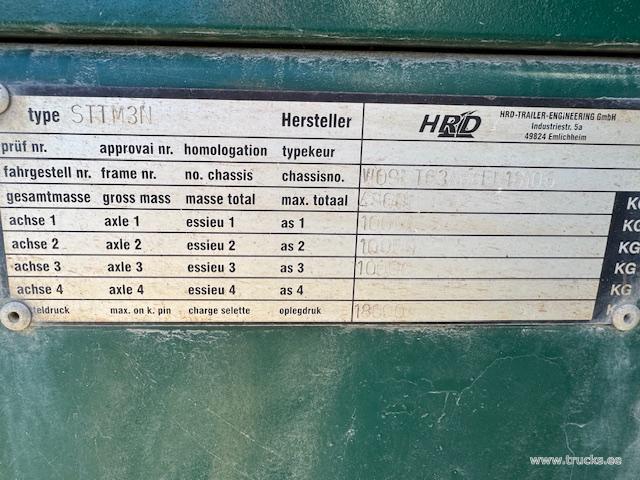 type STTM3N Hersteller HRD HRD-TRAILER-ENGINEERING GmbH
Industriestr. 5a
49824 Emlichheim
prüf nr. approvai nr. homologation typekeur
fahrgestell nr. frame nr. no. chassis chassisno.
gesamtmasse gross mass masse total max. totaal KG
achse 1 axle 1 essieu 1 as 1 KG
achse 2 axle 2 essieu 2 as 2 KG
achse 3 axle 3 essieu 3 as 3 KG
achse 4 axle 4 essieu 4 as 4 KG
teldruck max. on k. pin charge selette oplegdruk 18000
www.trucks.ee